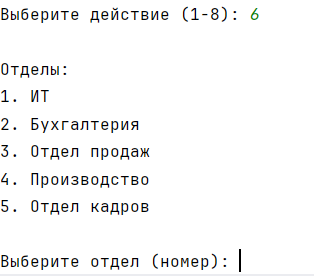 Выберите действие (1-8): 6
Отделы:
1. ИТ
2. Бухгалтерия
3. Отдел продаж
4. Производство
5. Отдел кадров
Выберите отдел (номер):